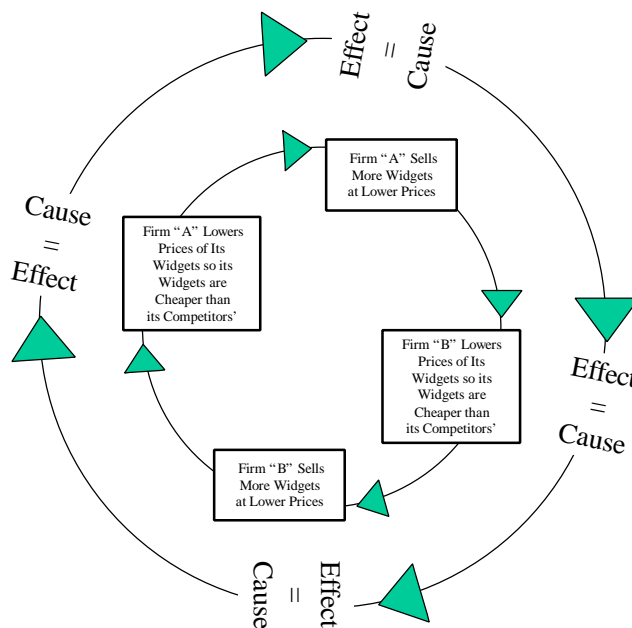 Effect
=
Cause
Firm “A” Sells
More Widgets
at Lower Prices
Cause
=
Effect
Firm “A” Lowers
Prices of Its
Widgets so its
Widgets are
Cheaper than
its Competitors’
Firm “B” Lowers
Prices of Its
Widgets so its
Widgets are
Cheaper than
its Competitors’
Effect
=
Cause
Firm “B” Sells
More Widgets
at Lower Prices
Effect
=
Cause